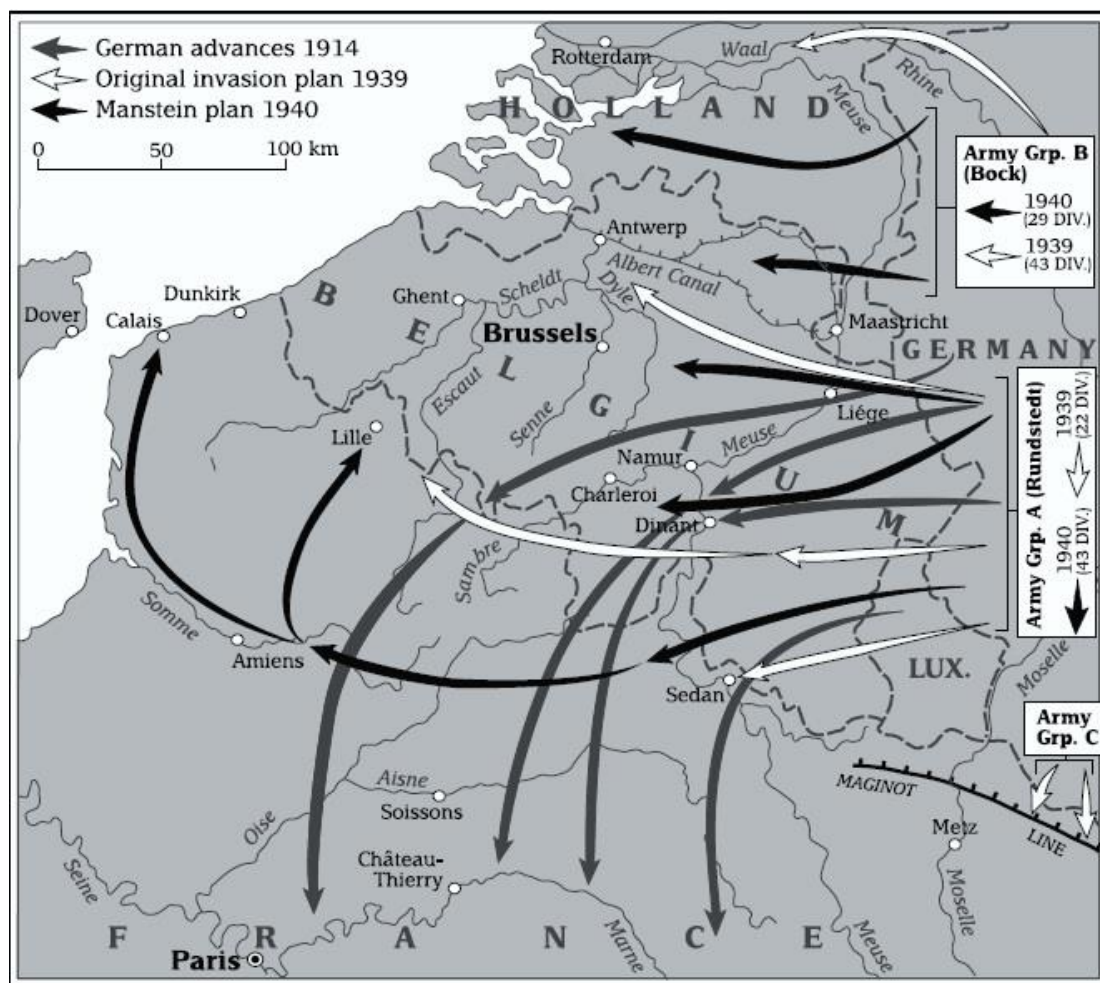 German advances 1914
Original invasion plan 1939
Manstein plan 1940
0 50 100 km
Rotterdam
Waal
Rhine
Meuse
HOLLAND
Army Grp. B
(Bock)
1940
(29 DIV.)
1939
(43 DIV.)
Antwerp
Albert Canal
Scheldt
Dyle
Ghent
Dunkirk
Dover
Calais
BELGIUM
Brussels
Maastricht
GERMANY
Escaut
Senne
Liége
Lille
Meuse
Namur
Charleroi
Dinant
Army Grp. A (Rundstedt)
1939
(22 DIV.)
1940
(43 DIV.)
Sambre
Somme
Amiens
Sedan
LUX.
Moselle
Army
Grp. C
Aisne
Soissons
MAGINOT
LINE
Metz
Oise
Château-
Thierry
Seine
Marne
Meuse
Moselle
FRANCE
Paris